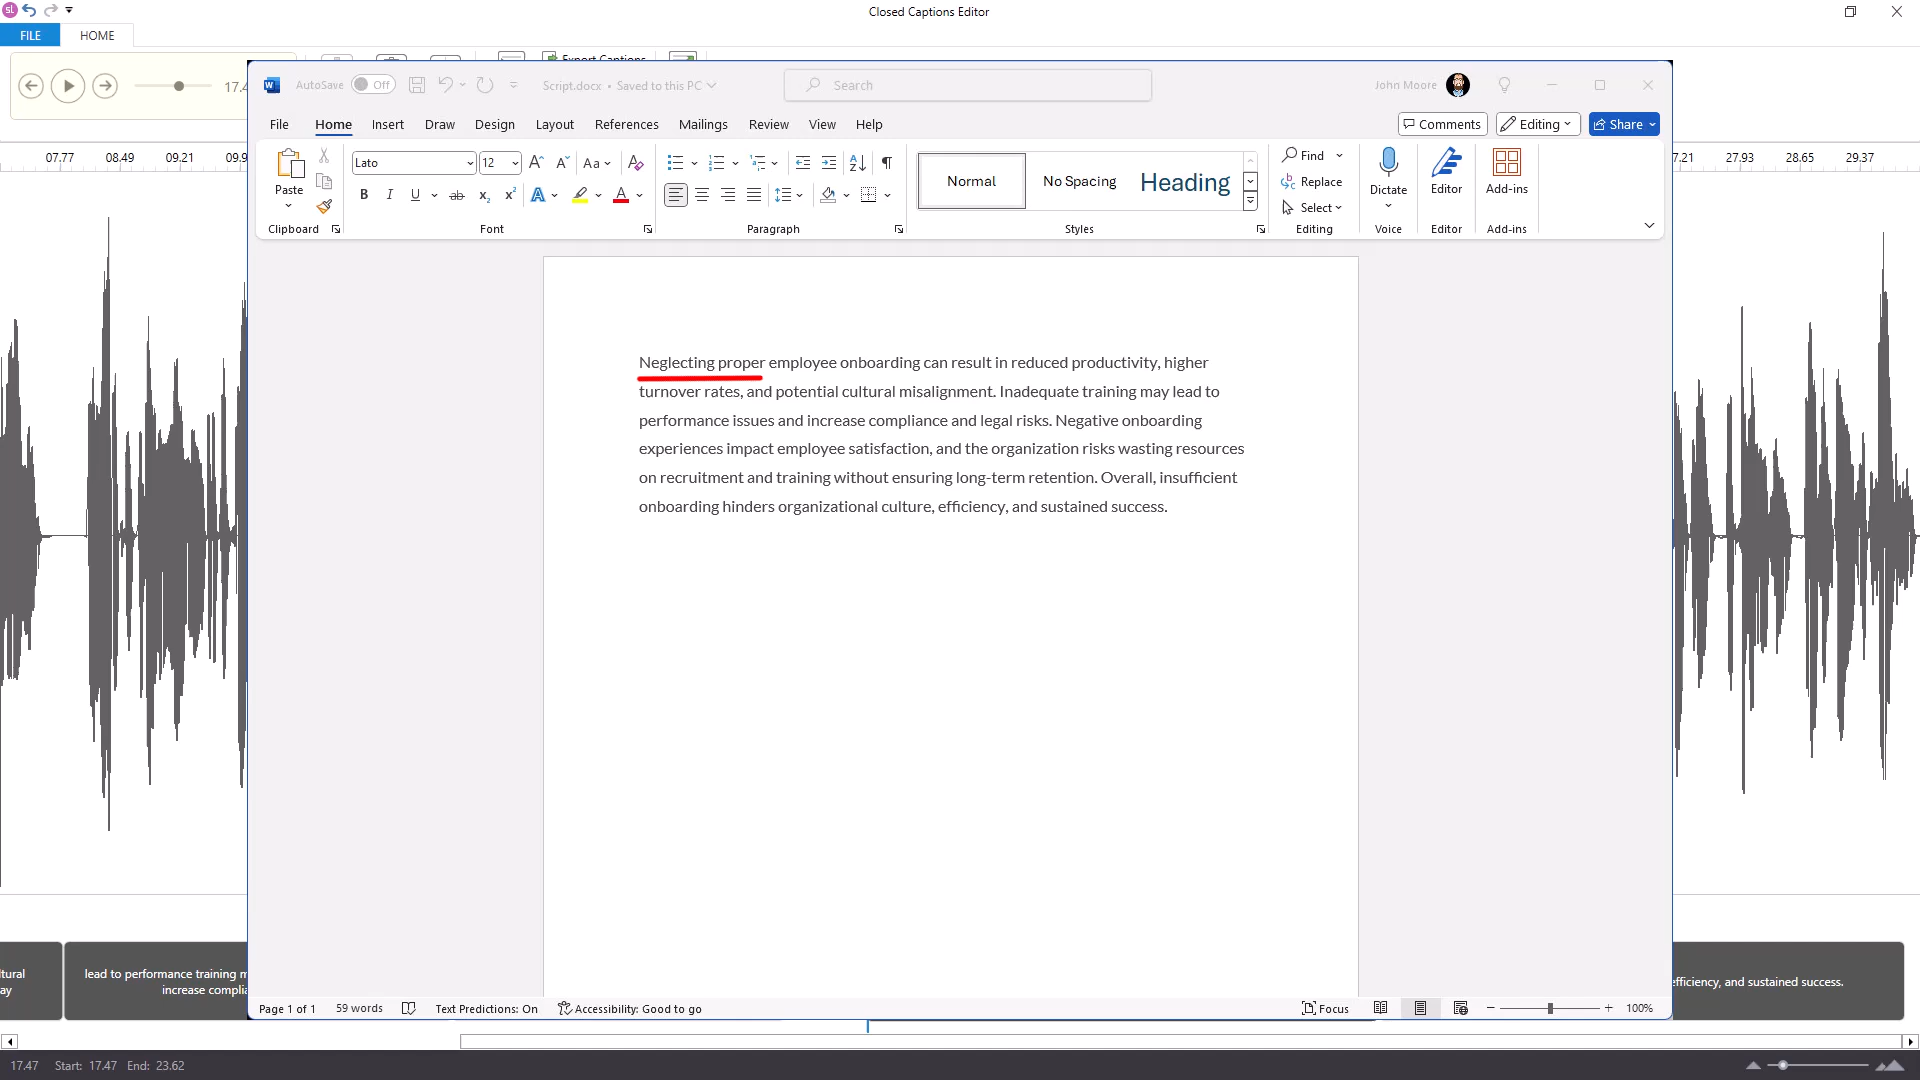 sl
Closed Captions Editor
FILE
HOME
Export Captions
AutoSave
Off
Script.docx • Saved to this PC
Search
John Moore
File
Home
Insert
Draw
Design
Layout
References
Mailings
Review
View
Help
Comments
Editing
Share
07.77
08.49
09.21
27.93
28.65
29.37
Paste
Lato
12
Aa
B I U ab x₂ x² A A
Normal
No Spacing
Heading
Find
Replace
Select
Dictate
Editor
Add-ins
Clipboard
Font
Paragraph
Styles
Editing
Voice
Editor
Add-ins
Neglecting proper employee onboarding can result in reduced productivity, higher
turnover rates, and potential cultural misalignment. Inadequate training may lead to
performance issues and increase compliance and legal risks. Negative onboarding
experiences impact employee satisfaction, and the organization risks wasting resources
on recruitment and training without ensuring long-term retention. Overall, insufficient
onboarding hinders organizational culture, efficiency, and sustained success.
lead to performance training
increase
and sustained success.
Page 1 of 1
59 words
Text Predictions: On
Accessibility: Good to go
Focus
100%
17.47
Start: 17.47
End: 23.62